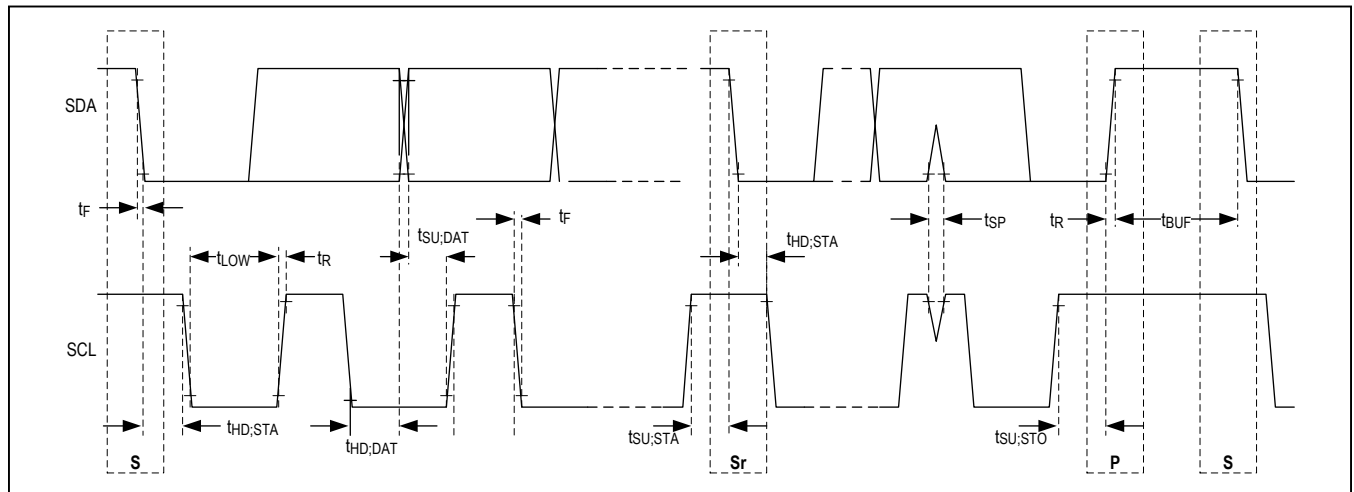 SDA
tF
tSU;DAT
tF
tSP
tR
tBUF
tLOW
tR
tHD;STA
SCL
tHD;STA
tHD;DAT
tSU;STA
tSU;STO
S
Sr
P
S